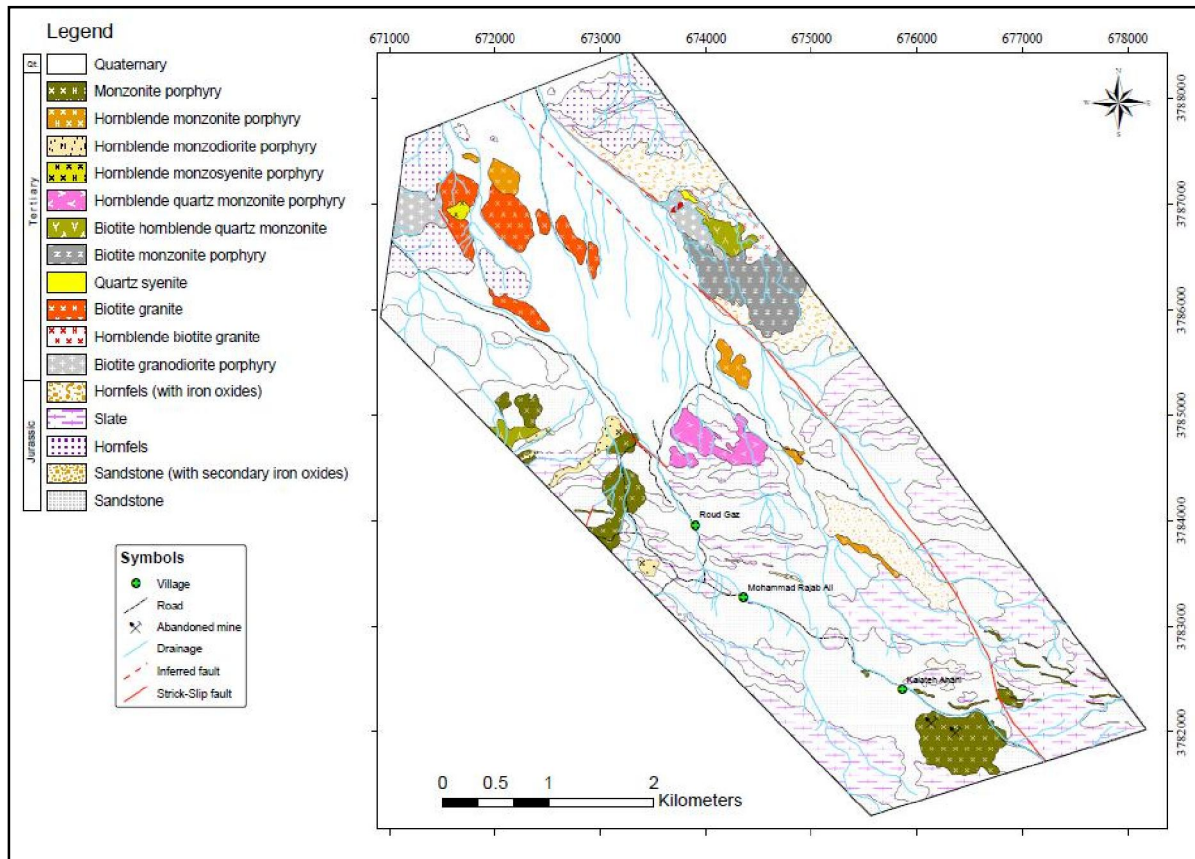 Legend
Qt
Tertiary
Jurassic
Quaternary
Monzonite porphyry
Hornblende monzonite porphyry
Hornblende monzodiorite porphyry
Hornblende monzosyenite porphyry
Hornblende quartz monzonite porphyry
Biotite hornblende quartz monzonite
Biotite monzonite porphyry
Quartz syenite
Biotite granite
Hornblende biotite granite
Biotite granodiorite porphyry
Hornfels (with iron oxides)
Slate
Hornfels
Sandstone (with secondary iron oxides)
Sandstone
Symbols
Village
Road
Abandoned mine
Drainage
Inferred fault
Strick-Slip fault
671000 672000 673000 674000 675000 676000 677000 678000
3788000
3787000
3786000
3785000
3784000
3783000
3782000
N
W E
S
Roud Gaz
Mohammad Rajab Ali
Kalateh Ahani
0 0.5 1 2
Kilometers